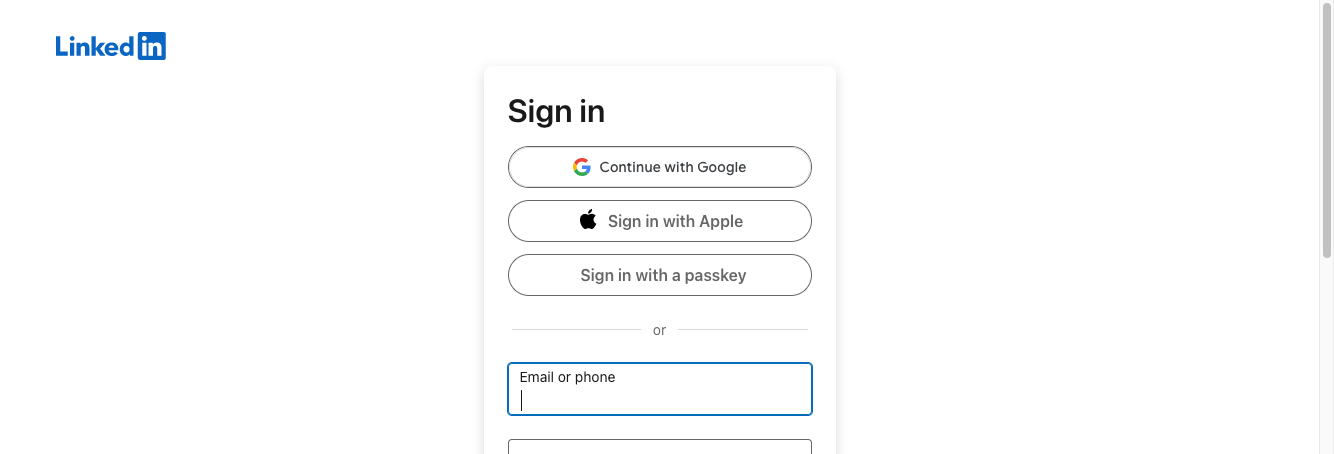 LinkedIn
Sign in
Continue with Google
Sign in with Apple
Sign in with a passkey
or
Email or phone